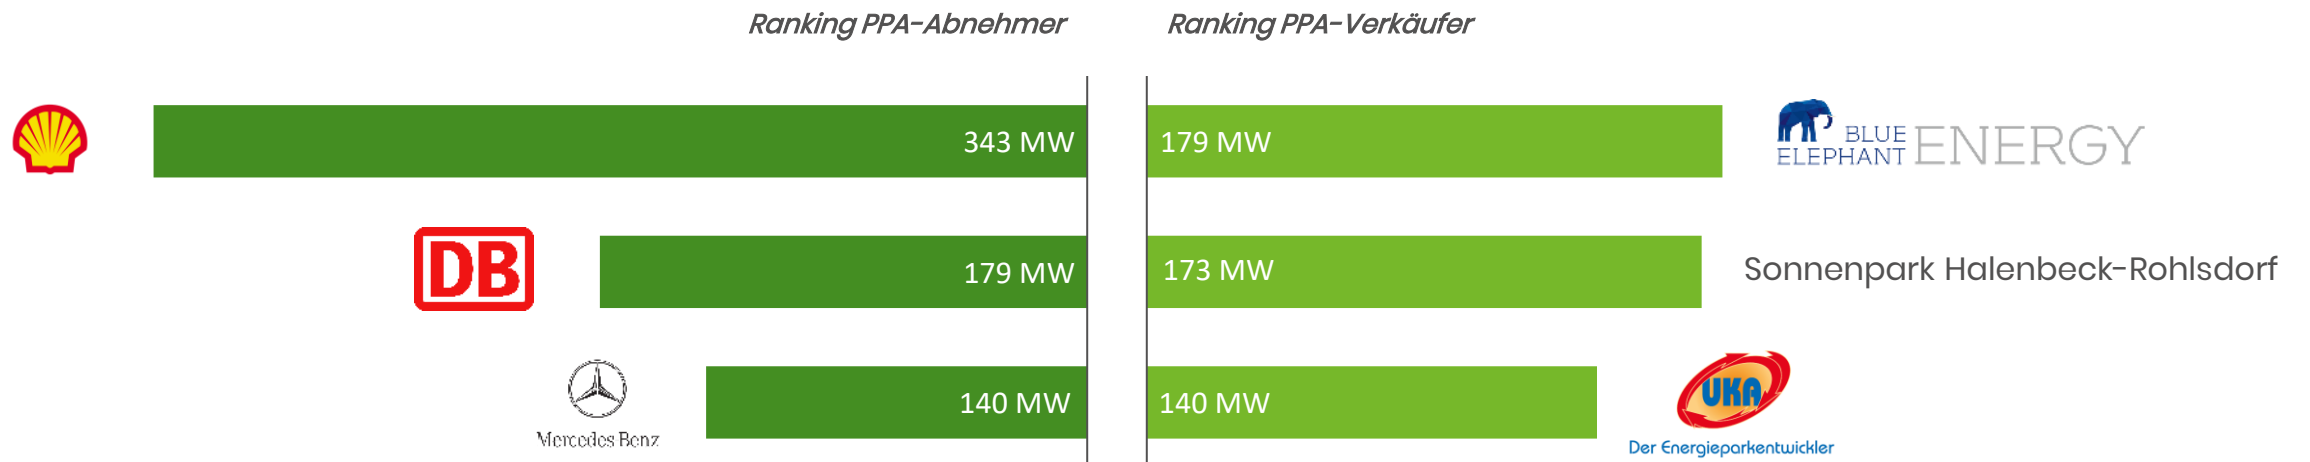 Ranking PPA-Abnehmer
Ranking PPA-Verkäufer
343 MW
179 MW
BLUE
ELEPHANT ENERGY
DB
179 MW
173 MW
Sonnenpark Halenbeck-Rohlsdorf
Mercedes Benz
140 MW
140 MW
UKA
Der Energieparkentwickler